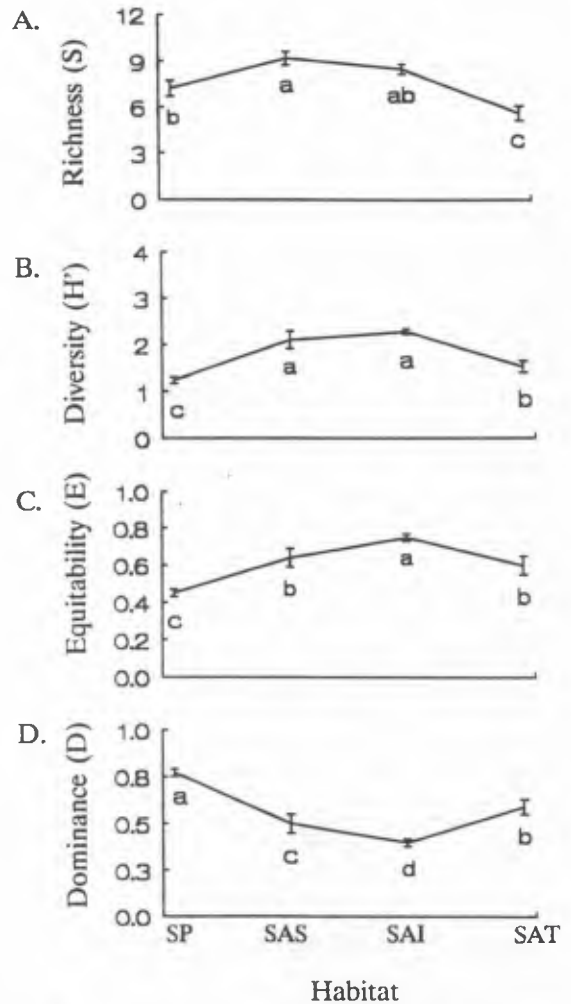 A.
Richness (S)
12
9
6
3
0
b
a
ab
c
B.
Diversity (H')
4
3
2
1
0
c
a
a
b
C.
Equitability (E)
1.0
0.8
0.6
0.4
0.2
0.0
c
b
a
b
D.
Dominance (D)
1.0
0.8
0.5
0.3
0.0
a
c
d
b
SP SAS SAI SAT
Habitat